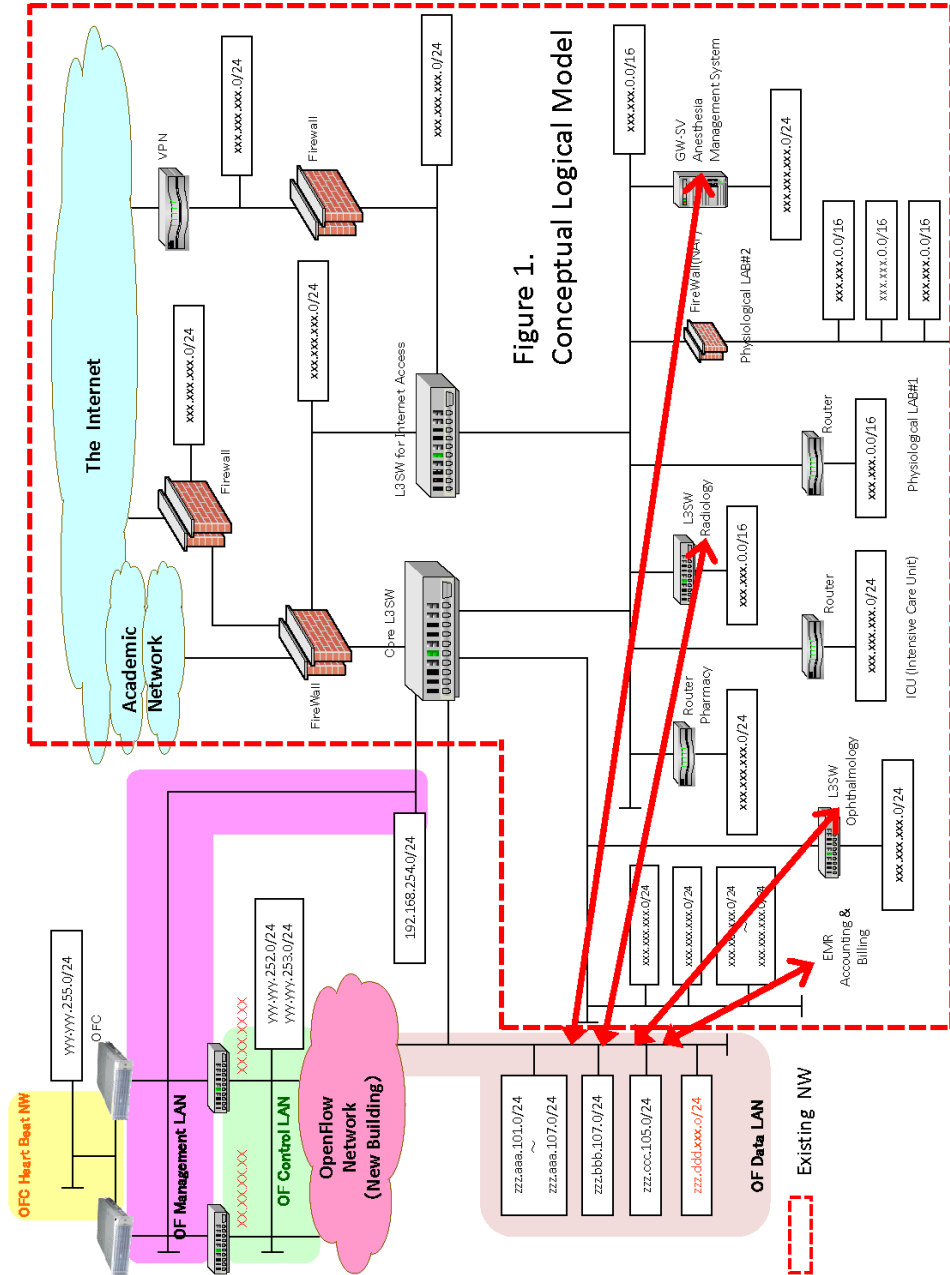 OFC Heart Beat NW
yyy.yyy.255.0/24
OFC
OF Management LAN
OF Control LAN
yyy.yyy.252.0/24
yyy.yyy.253.0/24
OpenFlow
Network
(New Building)
192.168.254.0/24
The Internet
Academic
Network
VPN
xxx.xxx.xxx.0/24
xxx.xxx.xxx.0/24
Firewall
Firewall
xxx.xxx.xxx.0/24
FireWall
xxx.xxx.xxx.0/24
Core L3SW
L3SW for Internet Access
Figure 1.
Conceptual Logical Model
zzz.aaa.101.0/24
~
zzz.aaa.107.0/24
zzz.bbb.107.0/24
zzz.ccc.105.0/24
zzz.ddd.xxx.0/24
OF Data LAN
Existing NW
xxx.xxx.xxx.0/24
xxx.xxx.xxx.0/24
xxx.xxx.xxx.0/24
~
xxx.xxx.xxx.0/24
EMR
Accounting &
Billing
L3SW
Ophthalmology
xxx.xxx.xxx.0/24
Router
Pharmacy
xxx.xxx.xxx.0/24
L3SW
Radiology
xxx.xxx.0.0/16
xxx.xxx.0.0/16
Router
xxx.xxx.xxx.0/24
ICU (Intensive Care Unit)
Router
xxx.xxx.0.0/16
Physiological LAB#1
FireWall(NAT)
Physiological LAB#2
xxx.xxx.0.0/16
xxx.xxx.0.0/16
xxx.xxx.0.0/16
GW-SV
Anesthesia
Management System
xxx.xxx.xxx.0/24